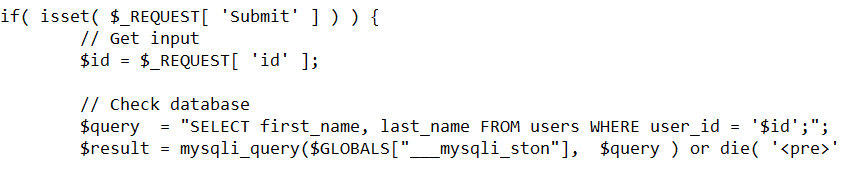 if( isset( $_REQUEST[ 'Submit' ] ) ) {
        // Get input
        $id = $_REQUEST[ 'id' ];

        // Check database
        $query  = "SELECT first_name, last_name FROM users WHERE user_id = '$id';";
        $result = mysqli_query($GLOBALS["___mysqli_ston"],  $query ) or die( '<pre>'